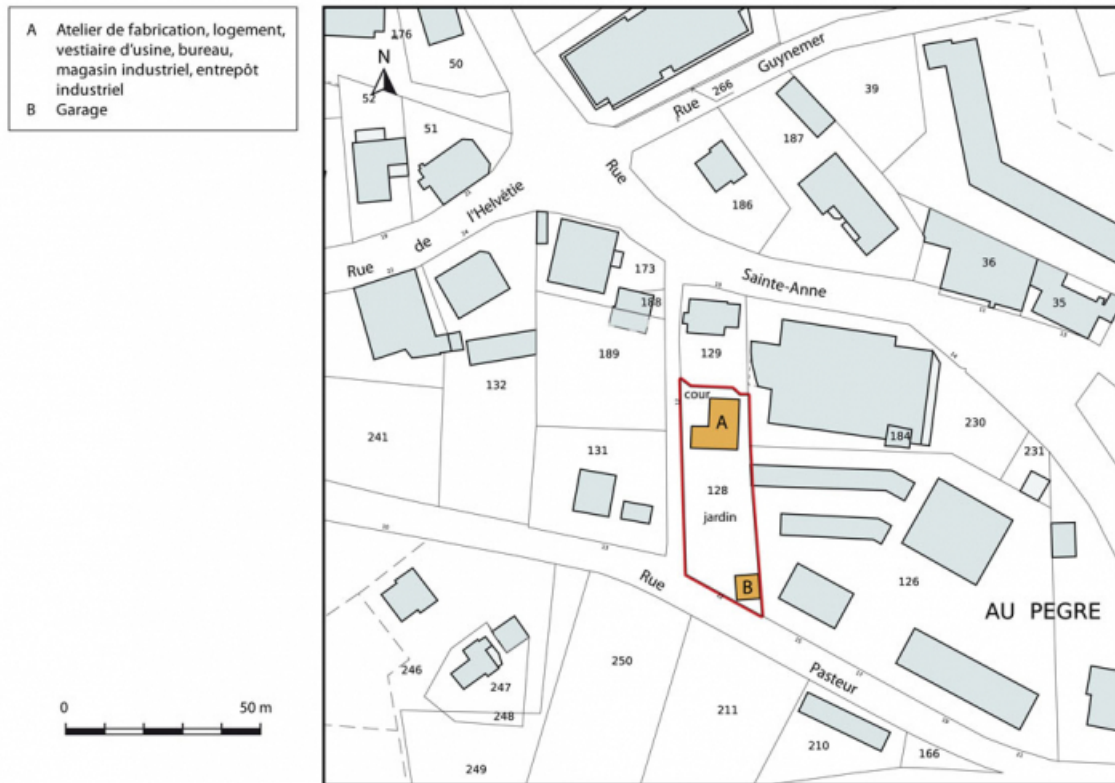 A Atelier de fabrication, logement,
vestiaire d'usine, bureau,
magasin industriel, entrepôt
industriel
B Garage
0 50 m
176
N
50
52
51
Rue Guynemer
266
39
187
Rue
186
Rue de l'Helvétie
173
188
Sainte-Anne
36
35
129
189
132
cour
A
241
131
184
230
231
128
jardin
B
126
AU PEGRE
Rue
Pasteur
246
247
248
249
250
211
210
166